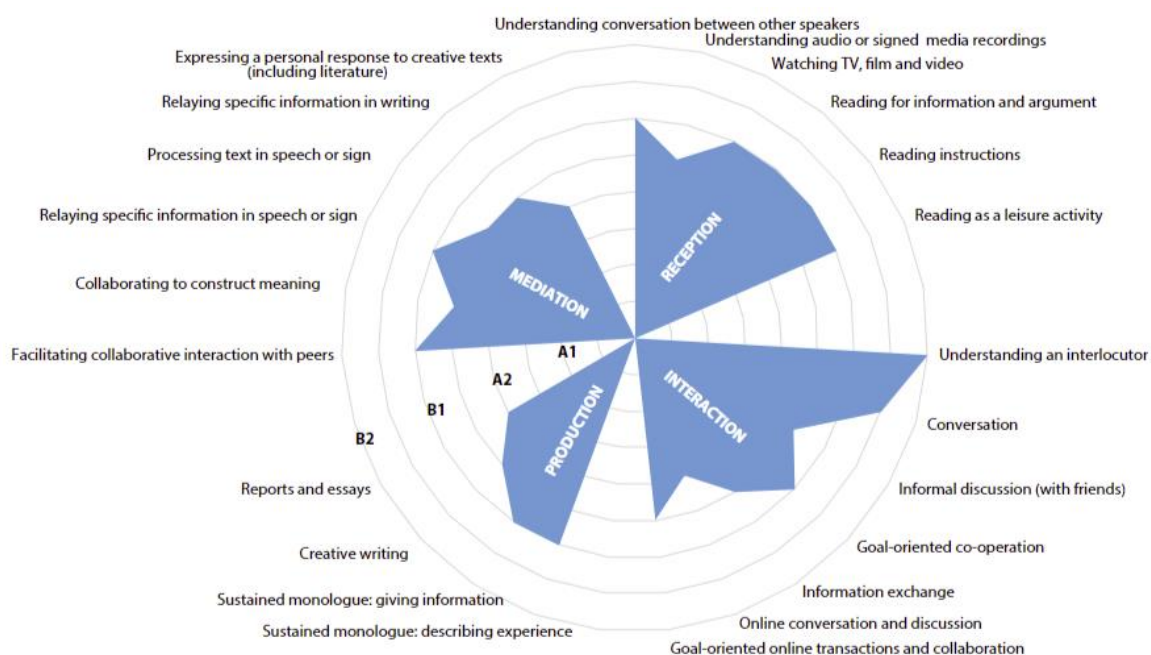 Understanding conversation between other speakers
Understanding audio or signed media recordings
Watching TV, film and video
Reading for information and argument
Reading instructions
Reading as a leisure activity
Understanding an interlocutor
Conversation
Informal discussion (with friends)
Goal-oriented co-operation
Information exchange
Online conversation and discussion
Goal-oriented online transactions and collaboration
Sustained monologue: describing experience
Sustained monologue: giving information
Creative writing
Reports and essays
Facilitating collaborative interaction with peers
Collaborating to construct meaning
Relaying specific information in speech or sign
Processing text in speech or sign
Relaying specific information in writing
Expressing a personal response to creative texts
(including literature)
RECEPTION
INTERACTION
PRODUCTION
MEDIATION
A1
A2
B1
B2